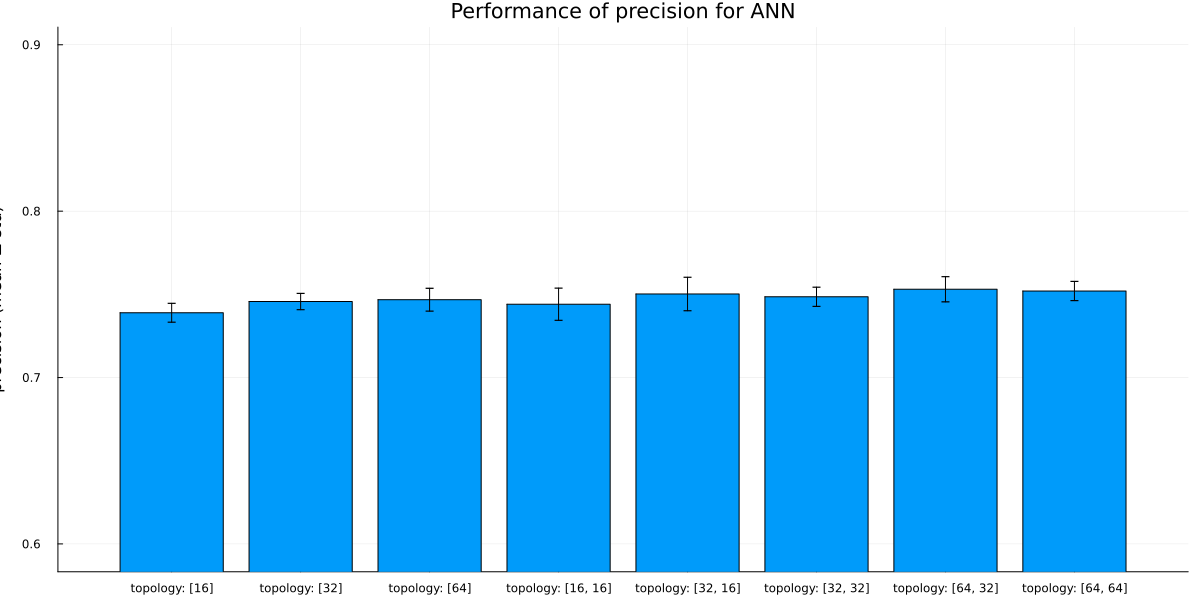 Performance of precision for ANN
0.9
0.8
0.7
0.6
topology: [16]
topology: [32]
topology: [64]
topology: [16, 16]
topology: [32, 16]
topology: [32, 32]
topology: [64, 32]
topology: [64, 64]